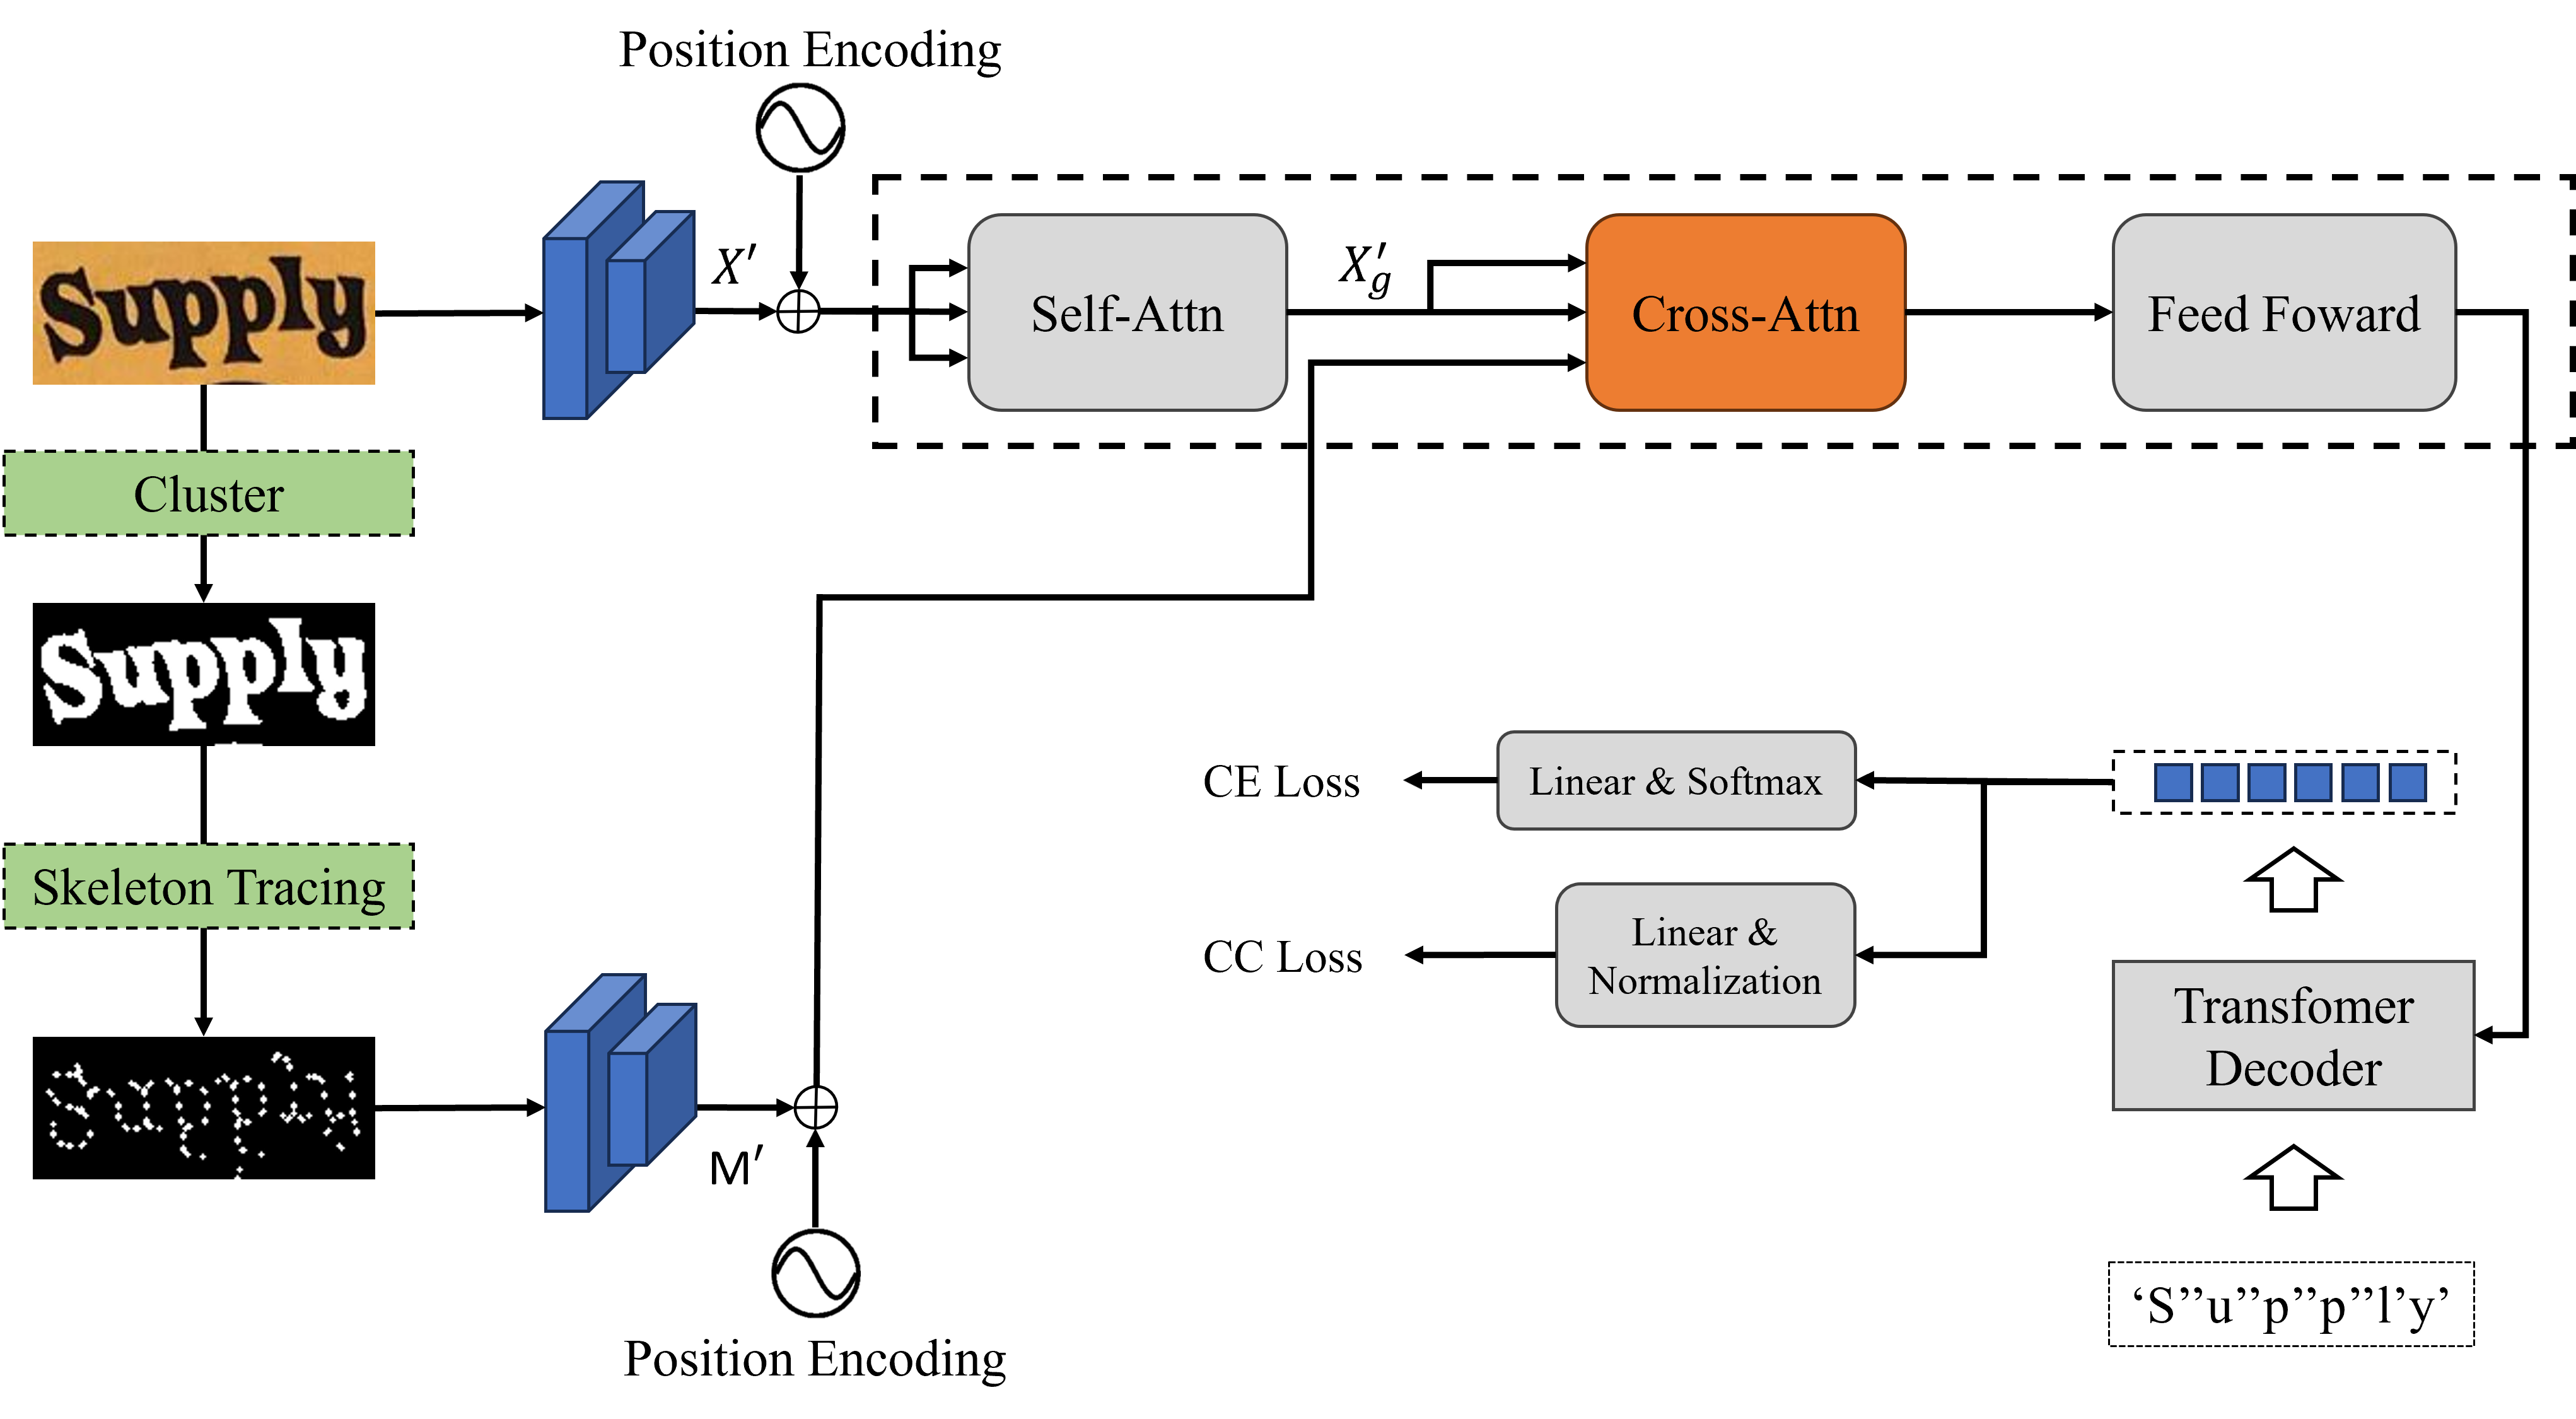 Position Encoding
X′
X′g
Supply
Self-Attn
Cross-Attn
Feed Foward
Cluster
Supply
CE Loss
Linear & Softmax
Skeleton Tracing
CC Loss
Linear &
Normalization
Transfomer
Decoder
Supply
M′
‘S’’u’’p’’p’’l’y’
Position Encoding